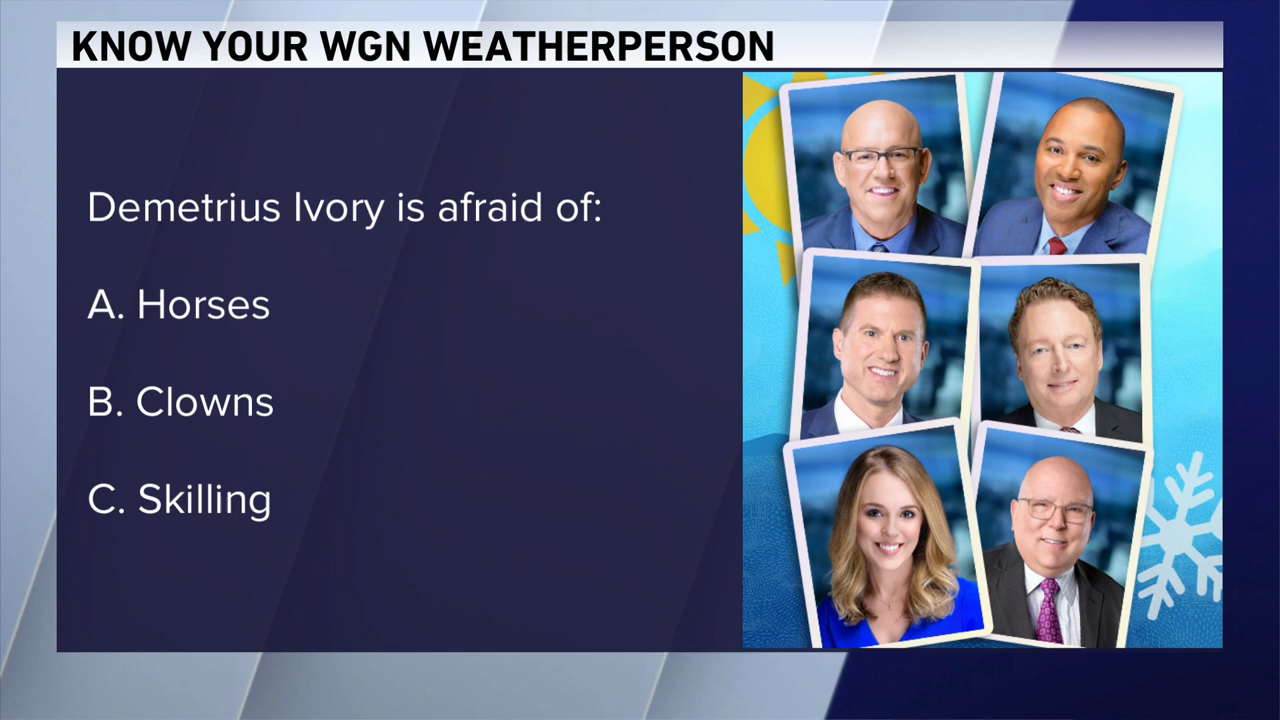 KNOW YOUR WGN WEATHERPERSON
Demetrius Ivory is afraid of:
A. Horses
B. Clowns
C. Skilling